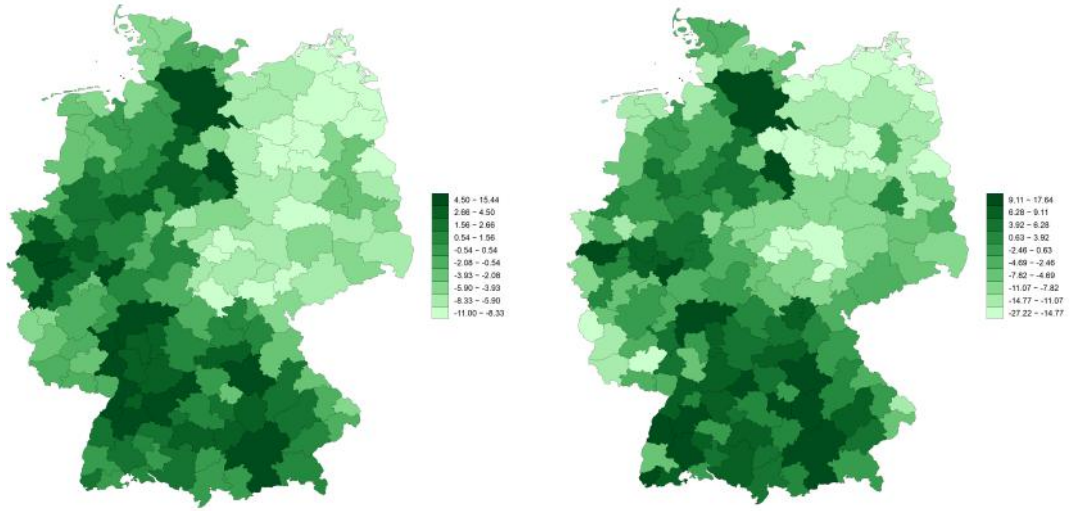 4.50 – 15.44
2.66 – 4.50
1.56 – 2.66
0.54 – 1.56
-0.54 – 0.54
-2.08 – -0.54
-3.93 – -2.08
-5.90 – -3.93
-8.33 – -5.90
-11.00 – -8.33
9.11 – 17.64
6.28 – 9.11
3.92 – 6.28
0.63 – 3.92
-2.46 – 0.63
-4.69 – -2.46
-7.82 – -4.69
-11.07 – -7.82
-14.77 – -11.07
-27.22 – -14.77